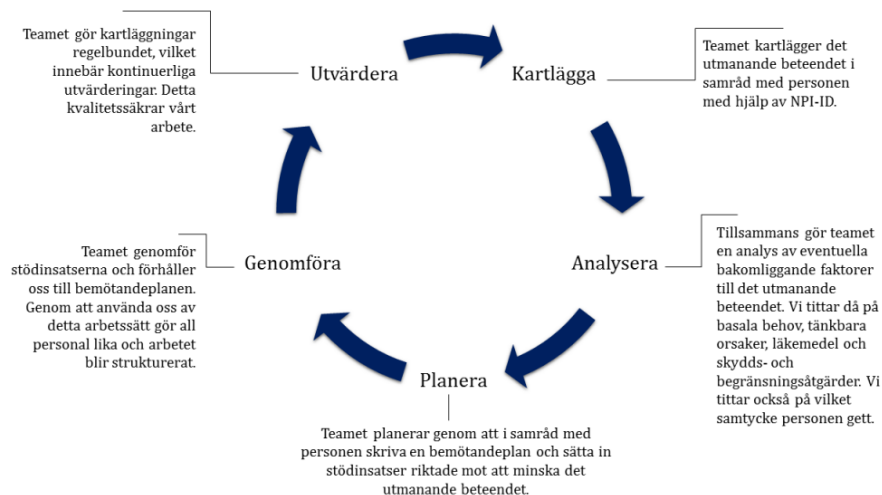 Utvärdera
Teamet gör kartläggningar
regelbundet, vilket
innebär kontinuerliga
utvärderingar. Detta
kvalitetssäkrar vårt
arbete.
Kartlägga
Teamet kartlägger det
utmanande beteendet i
samråd med personen
med hjälp av NPI-ID.
Analysera
Tillsammans gör teamet
en analys av eventuella
bakomliggande faktorer
till det utmanande
beteendet. Vi tittar då på
basala behov, tänkbara
orsaker, läkemedel och
skydds- och
begränsningsåtgärder. Vi
tittar också på vilket
samtycke personen gett.
Planera
Teamet planerar genom att i samråd med
personen skriva en bemötandeplan och sätta in
stödinsatser riktade mot att minska det
utmanande beteendet.
Genomföra
Teamet genomför
stödinsatserna och förhåller
oss till bemötandeplanen.
Genom att använda oss av
detta arbetssätt gör all
personal lika och arbetet
blir strukturerat.